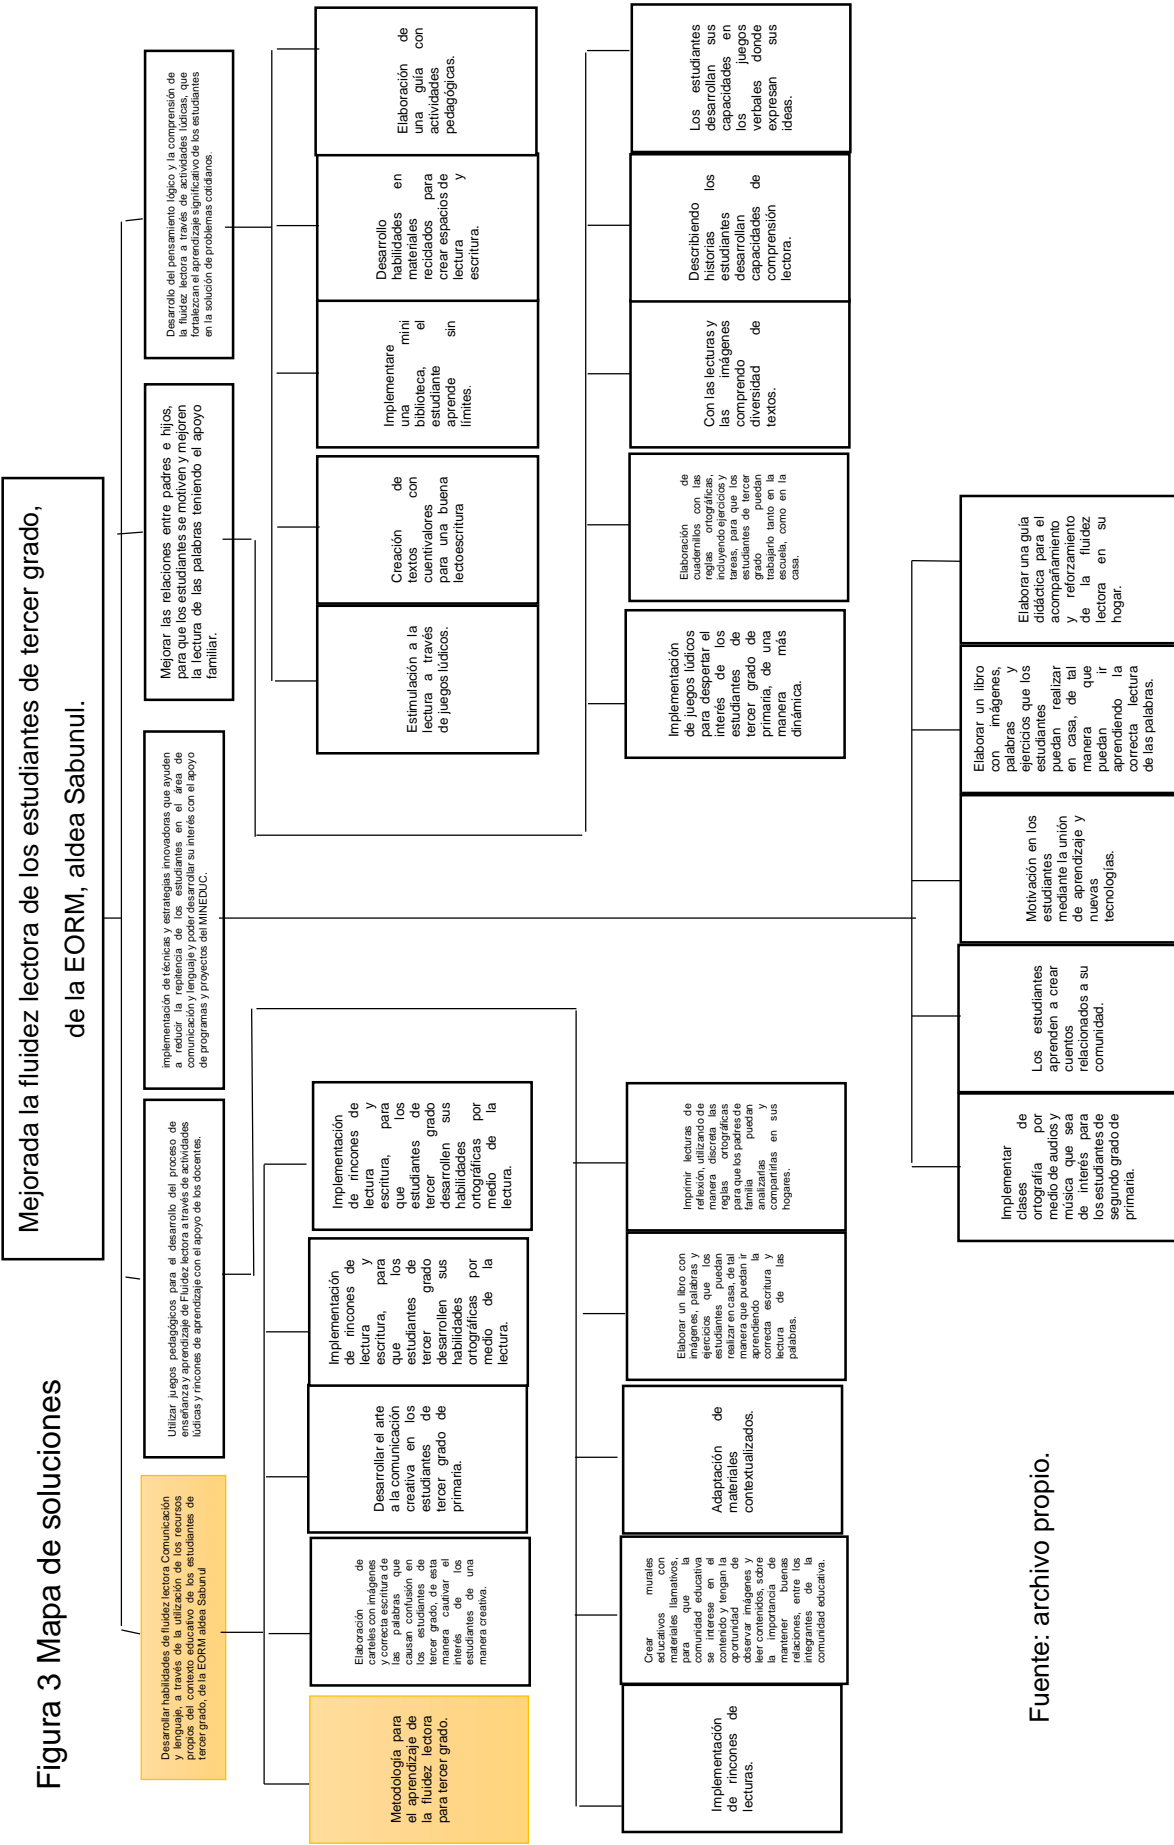 Figura 3 Mapa de soluciones
Mejorada la fluidez lectora de los estudiantes de tercer grado,
de la EORM, aldea Sabunul.
Desarrollar habilidades de fluidez lectora Comunicación
y lenguaje, a través de la utilización de los recursos
propios del contexto educativo de los estudiantes de
tercer grado, de la EORM aldea Sabunul
Utilizar juegos pedagógicos para el desarrollo del proceso de
enseñanza y aprendizaje de Fluidez lectora a través de actividades
lúdicas y rincones de aprendizaje con el apoyo de los docentes.
implementación de técnicas y estrategias innovadoras que ayuden
a reducir la repitencia de los estudiantes en el área de
comunicación y lenguaje y poder desarrollar su interés con el apoyo
de programas y proyectos del MINEDUC.
Mejorar las relaciones entre padres e hijos,
para que los estudiantes se motiven y mejoren
la lectura de las palabras teniendo el apoyo
familiar.
Desarrollo del pensamiento lógico y la comprensión de
la fluidez lectora a través de actividades lúdicas, que
fortalezcan el aprendizaje significativo de los estudiantes
en la solución de problemas cotidianos.
Metodología para
el aprendizaje de
la fluidez lectora
para tercer grado.
Elaboración de
carteles con imágenes
y correcta escritura de
las palabras que
causan confusión en
los estudiantes de
tercer grado, de esta
manera cautivar el
interés de los
estudiantes de una
manera creativa.
Desarrollar el arte
a la comunicación
creativa en los
estudiantes de
tercer grado de
primaria.
Implementación
de rincones de
lectura y
escritura, para
que los
estudiantes de
tercer grado
desarrollen sus
habilidades
ortográficas por
medio de la
lectura.
Implementación
de rincones de
lectura y
escritura, para
que los
estudiantes de
tercer grado
desarrollen sus
habilidades
ortográficas por
medio de la
lectura.
Estimulación a la
lectura a través
de juegos lúdicos.
Creación de
textos con
cuentivalores
para una buena
lectoescritura
Implementare
una mini
biblioteca, el
estudiante
aprende sin
limites.
Desarrollo
habilidades en
materiales
reciclados para
crear espacios de
lectura y
escritura.
Elaboración de
una guía con
actividades
pedagógicas.
Implementación
de rincones de
lecturas.
Crear murales
educativos con
materiales llamativos,
para que la
comunidad educativa
se interese en el
contenido y tengan la
oportunidad de
observar imágenes y
leer contenidos, sobre
la importancia de
mantener buenas
relaciones, entre los
integrantes de la
comunidad educativa.
Adaptación de
materiales
contextualizados.
Elaborar un libro con
imágenes, palabras y
ejercicios que los
estudiantes puedan
realizar en casa, de tal
manera que puedan ir
aprendiendo la
correcta escritura y
lectura de las
palabras.
Imprimir lecturas de
reflexión, utilizando de
manera discreta las
reglas ortográficas
para que los padres de
familia puedan
analizarlas y
compartirlas en sus
hogares.
Implementación
de juegos lúdicos
para despertar el
interés de los
estudiantes de
tercer grado de
primaria, de una
manera más
dinámica.
Elaboración de
cuadernillos con las
reglas ortográficas,
incluyendo ejercicios y
tareas, para que los
estudiantes de tercer
grado puedan
trabajarlo tanto en la
escuela, como en la
casa.
Con las lecturas y
las imágenes
comprendo
diversidad de
textos.
Describiendo
historias los
estudiantes
desarrollan
capacidades de
comprensión
lectora.
Los estudiantes
desarrollan sus
capacidades en
los juegos
verbales donde
expresan sus
ideas.
Implementar
clases de
ortografía por
medio de audios y
música que sea
de interés para
los estudiantes de
segundo grado de
primaria.
Los estudiantes
aprenden a crear
cuentos
relacionados a su
comunidad.
Motivación en los
estudiantes
mediante la unión
de aprendizaje y
nuevas
tecnologías.
Elaborar un libro
con imágenes,
palabras y
ejercicios que los
estudiantes
puedan realizar
en casa, de tal
manera que
puedan ir
aprendiendo la
correcta lectura
de las palabras.
Elaborar una guía
didáctica para el
acompañamiento
y reforzamiento
de la fluidez
lectora en su
hogar.
Fuente: archivo propio.